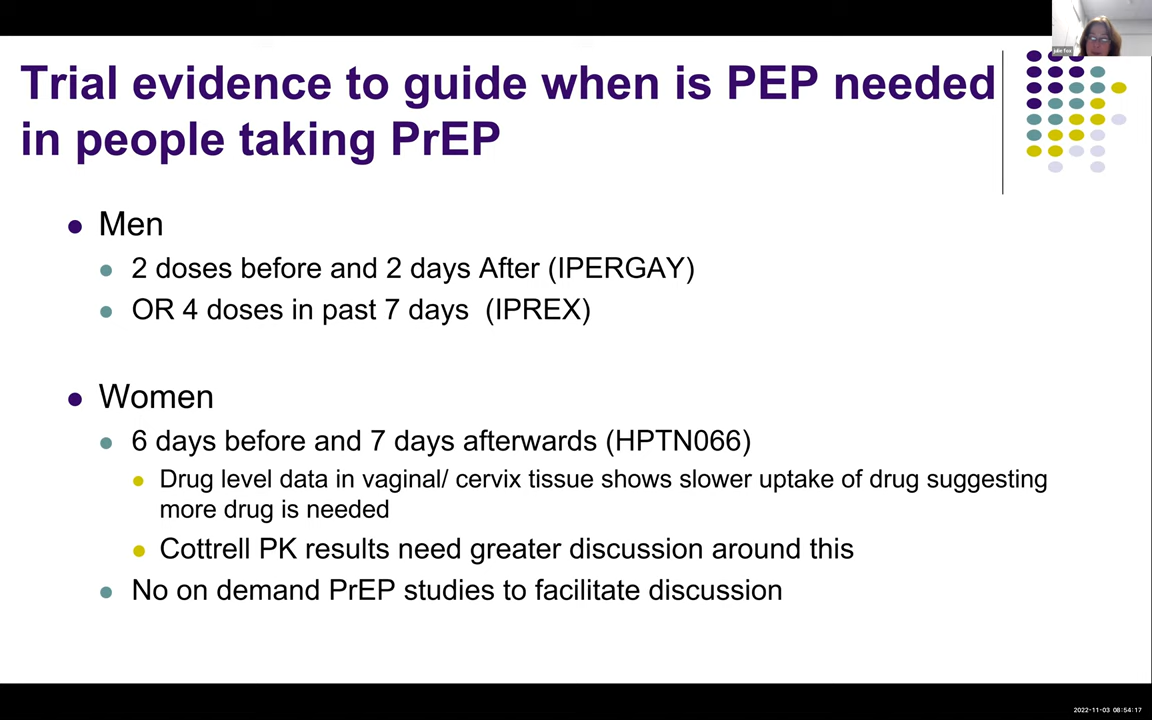 Julie Fox
Trial evidence to guide when is PEP needed
in people taking PrEP
Men
2 doses before and 2 days After (IPERGAY)
OR 4 doses in past 7 days (IPREX)
Women
6 days before and 7 days afterwards (HPTN066)
Drug level data in vaginal/ cervix tissue shows slower uptake of drug suggesting
more drug is needed
Cottrell PK results need greater discussion around this
No on demand PrEP studies to facilitate discussion
2022-11-03 08:54:17